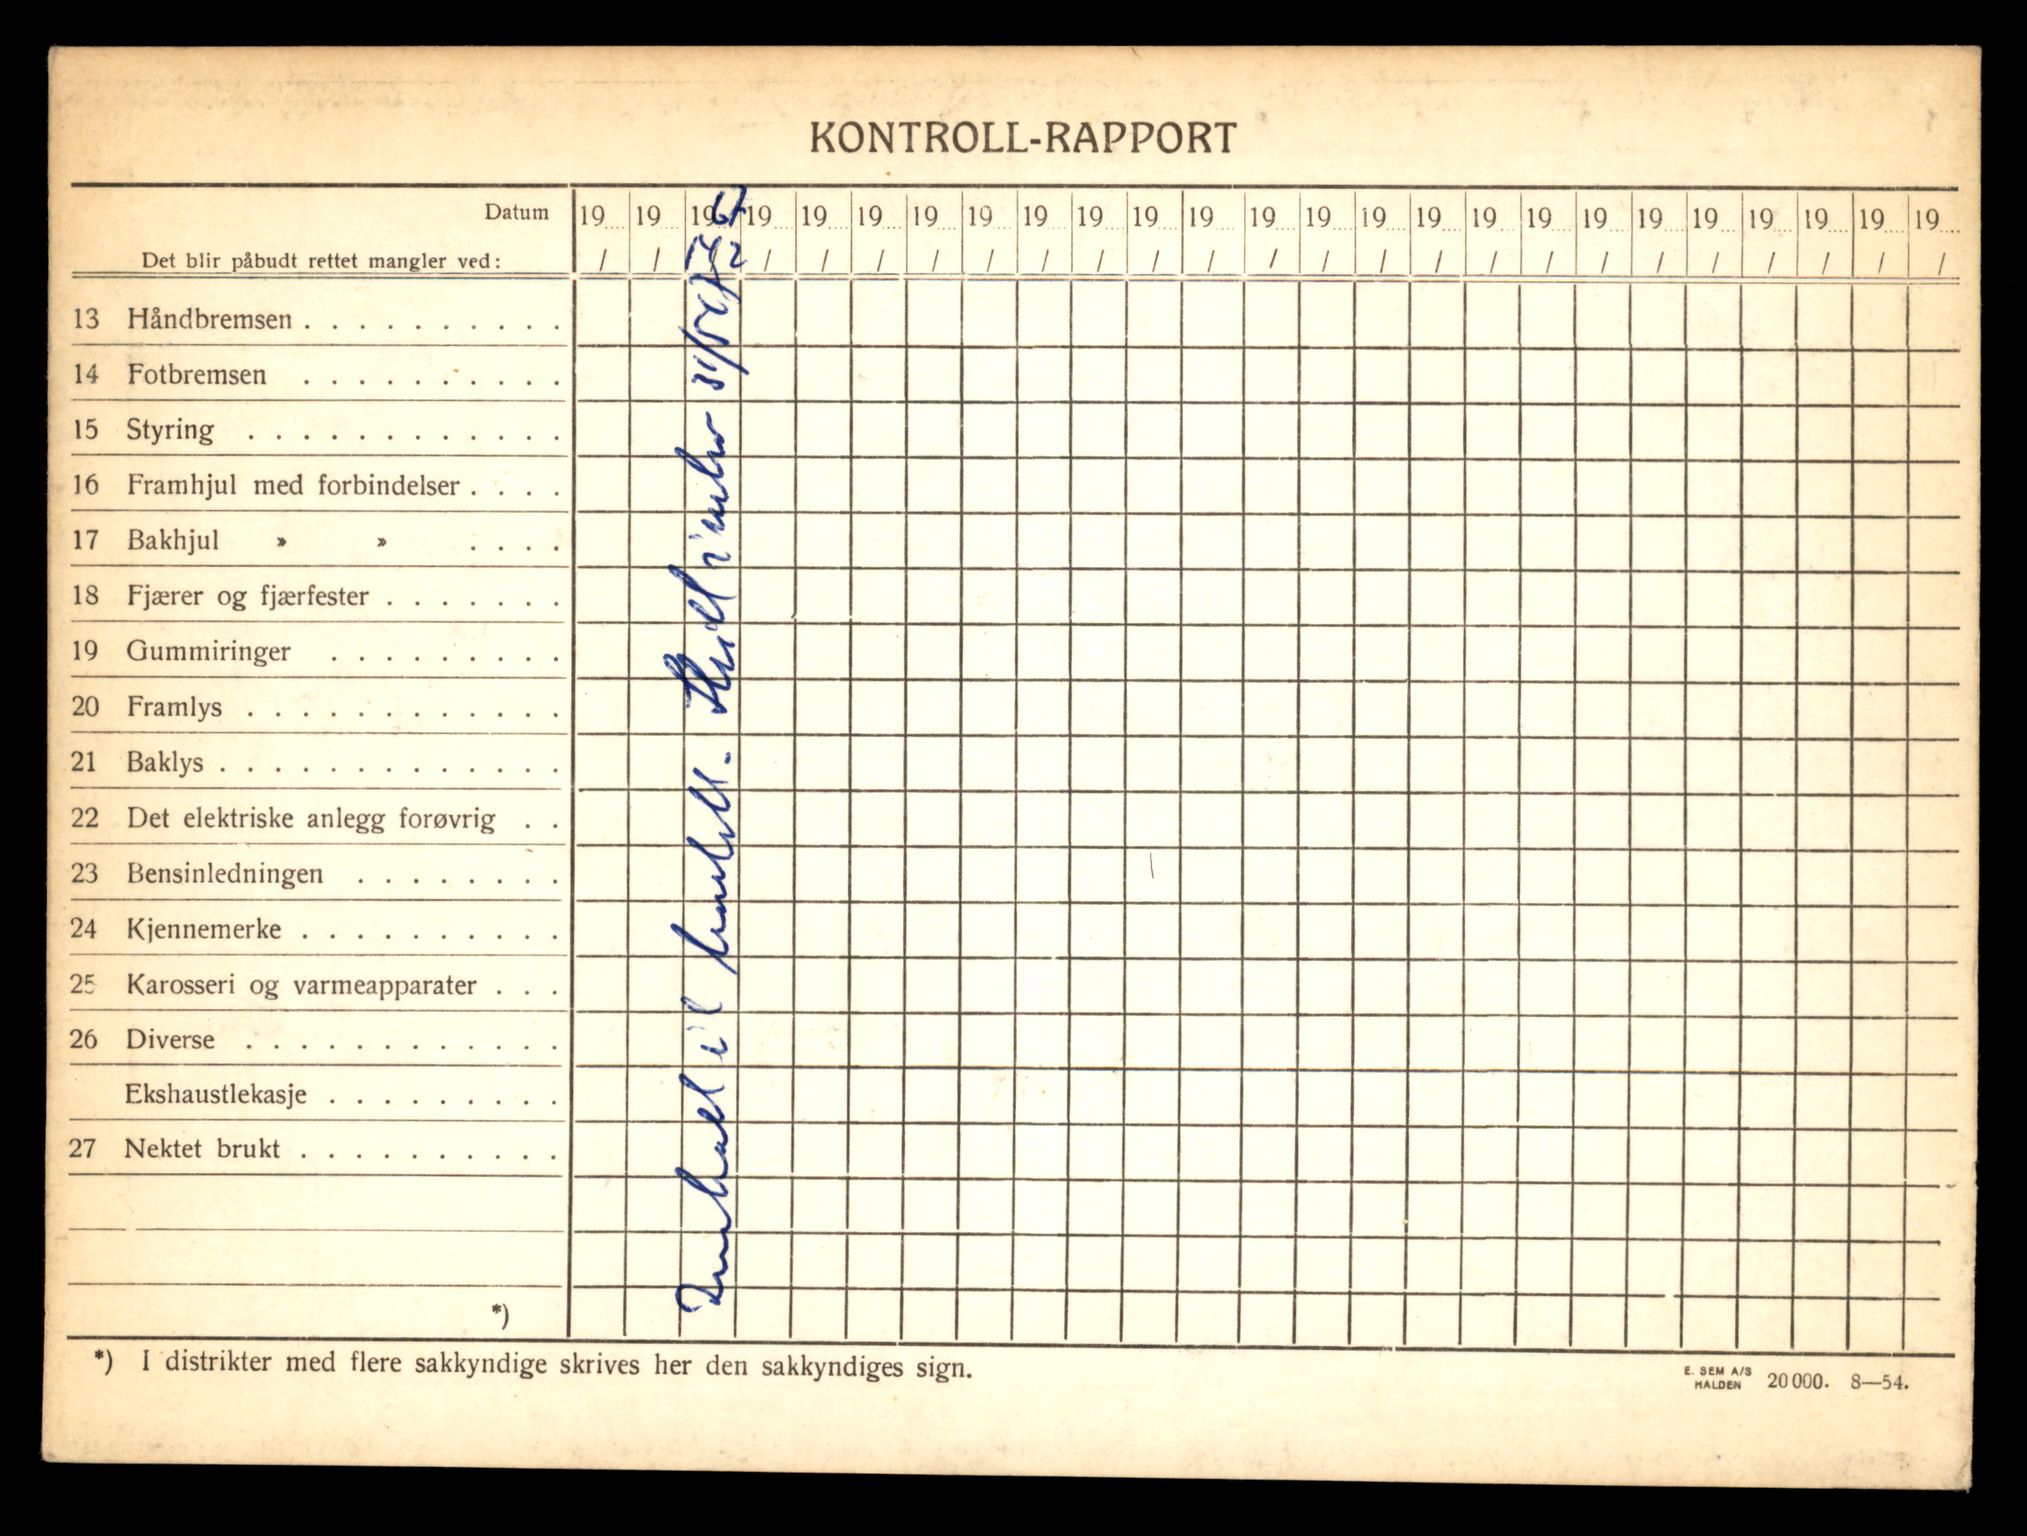 KONTROLL-RAPPORT
Datum 19 19 19 67 19 19 19 19 19 19 19 19 19 19 19 19 19 19 19 19 19 19 19 19 19
Det blir påbudt rettet mangler ved: / / / / / / / / / / / / / / / / / / / / / / / /
13 Håndbremsen . . . . . . . . . .
14 Fotbremsen . . . . . . . . . .
15 Styring . . . . . . . . . . . .
16 Framhjul med forbindelser . . . .
17 Bakhjul » » . . . .
18 Fjærer og fjærfester . . . . . . .
19 Gummiringer . . . . . . . . .
20 Framlys . . . . . . . . . . . .
21 Baklys . . . . . . . . . . . . .
22 Det elektriske anlegg forøvrig . .
23 Bensinledningen . . . . . . . .
24 Kjennemerke . . . . . . . . . .
25 Karosseri og varmeapparater . . .
26 Diverse . . . . . . . . . . . .
Ekshaustlekasje . . . . . . . . .
27 Nektet brukt . . . . . . . . . .
*)
*) I distrikter med flere sakkyndige skrives her den sakkyndiges sign.
E. SEM A/S
HALDEN 20 000. 8—54.